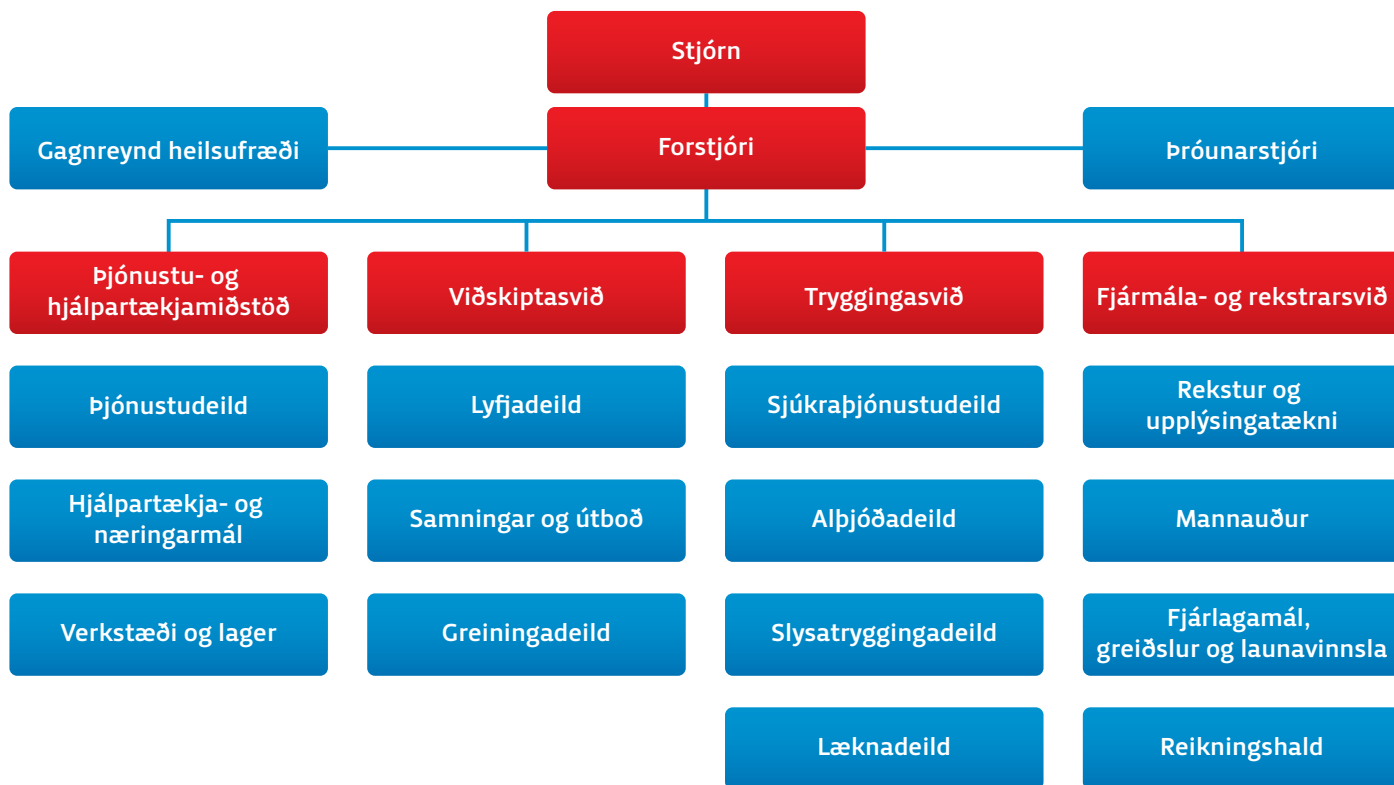 Stjórn
Gagnreynd heilsufræði
Forstjóri
Þróunarstjóri
Þjónustu- og
hjálpartækjamiðstöð
Viðskiptasvið
Tryggingasvið
Fjármála- og rekstrarsvið
Þjónustudeild
Lyfjadeild
Sjúkraþjónustudeild
Rekstur og
upplýsingatækni
Hjálpartækja- og
næringarmál
Samningar og útboð
Alþjóðadeild
Mannauður
Verkstæði og lager
Greiningadeild
Slysatryggingadeild
Fjárlagamál,
greiðslur og launavinnsla
Læknadeild
Reikningshald